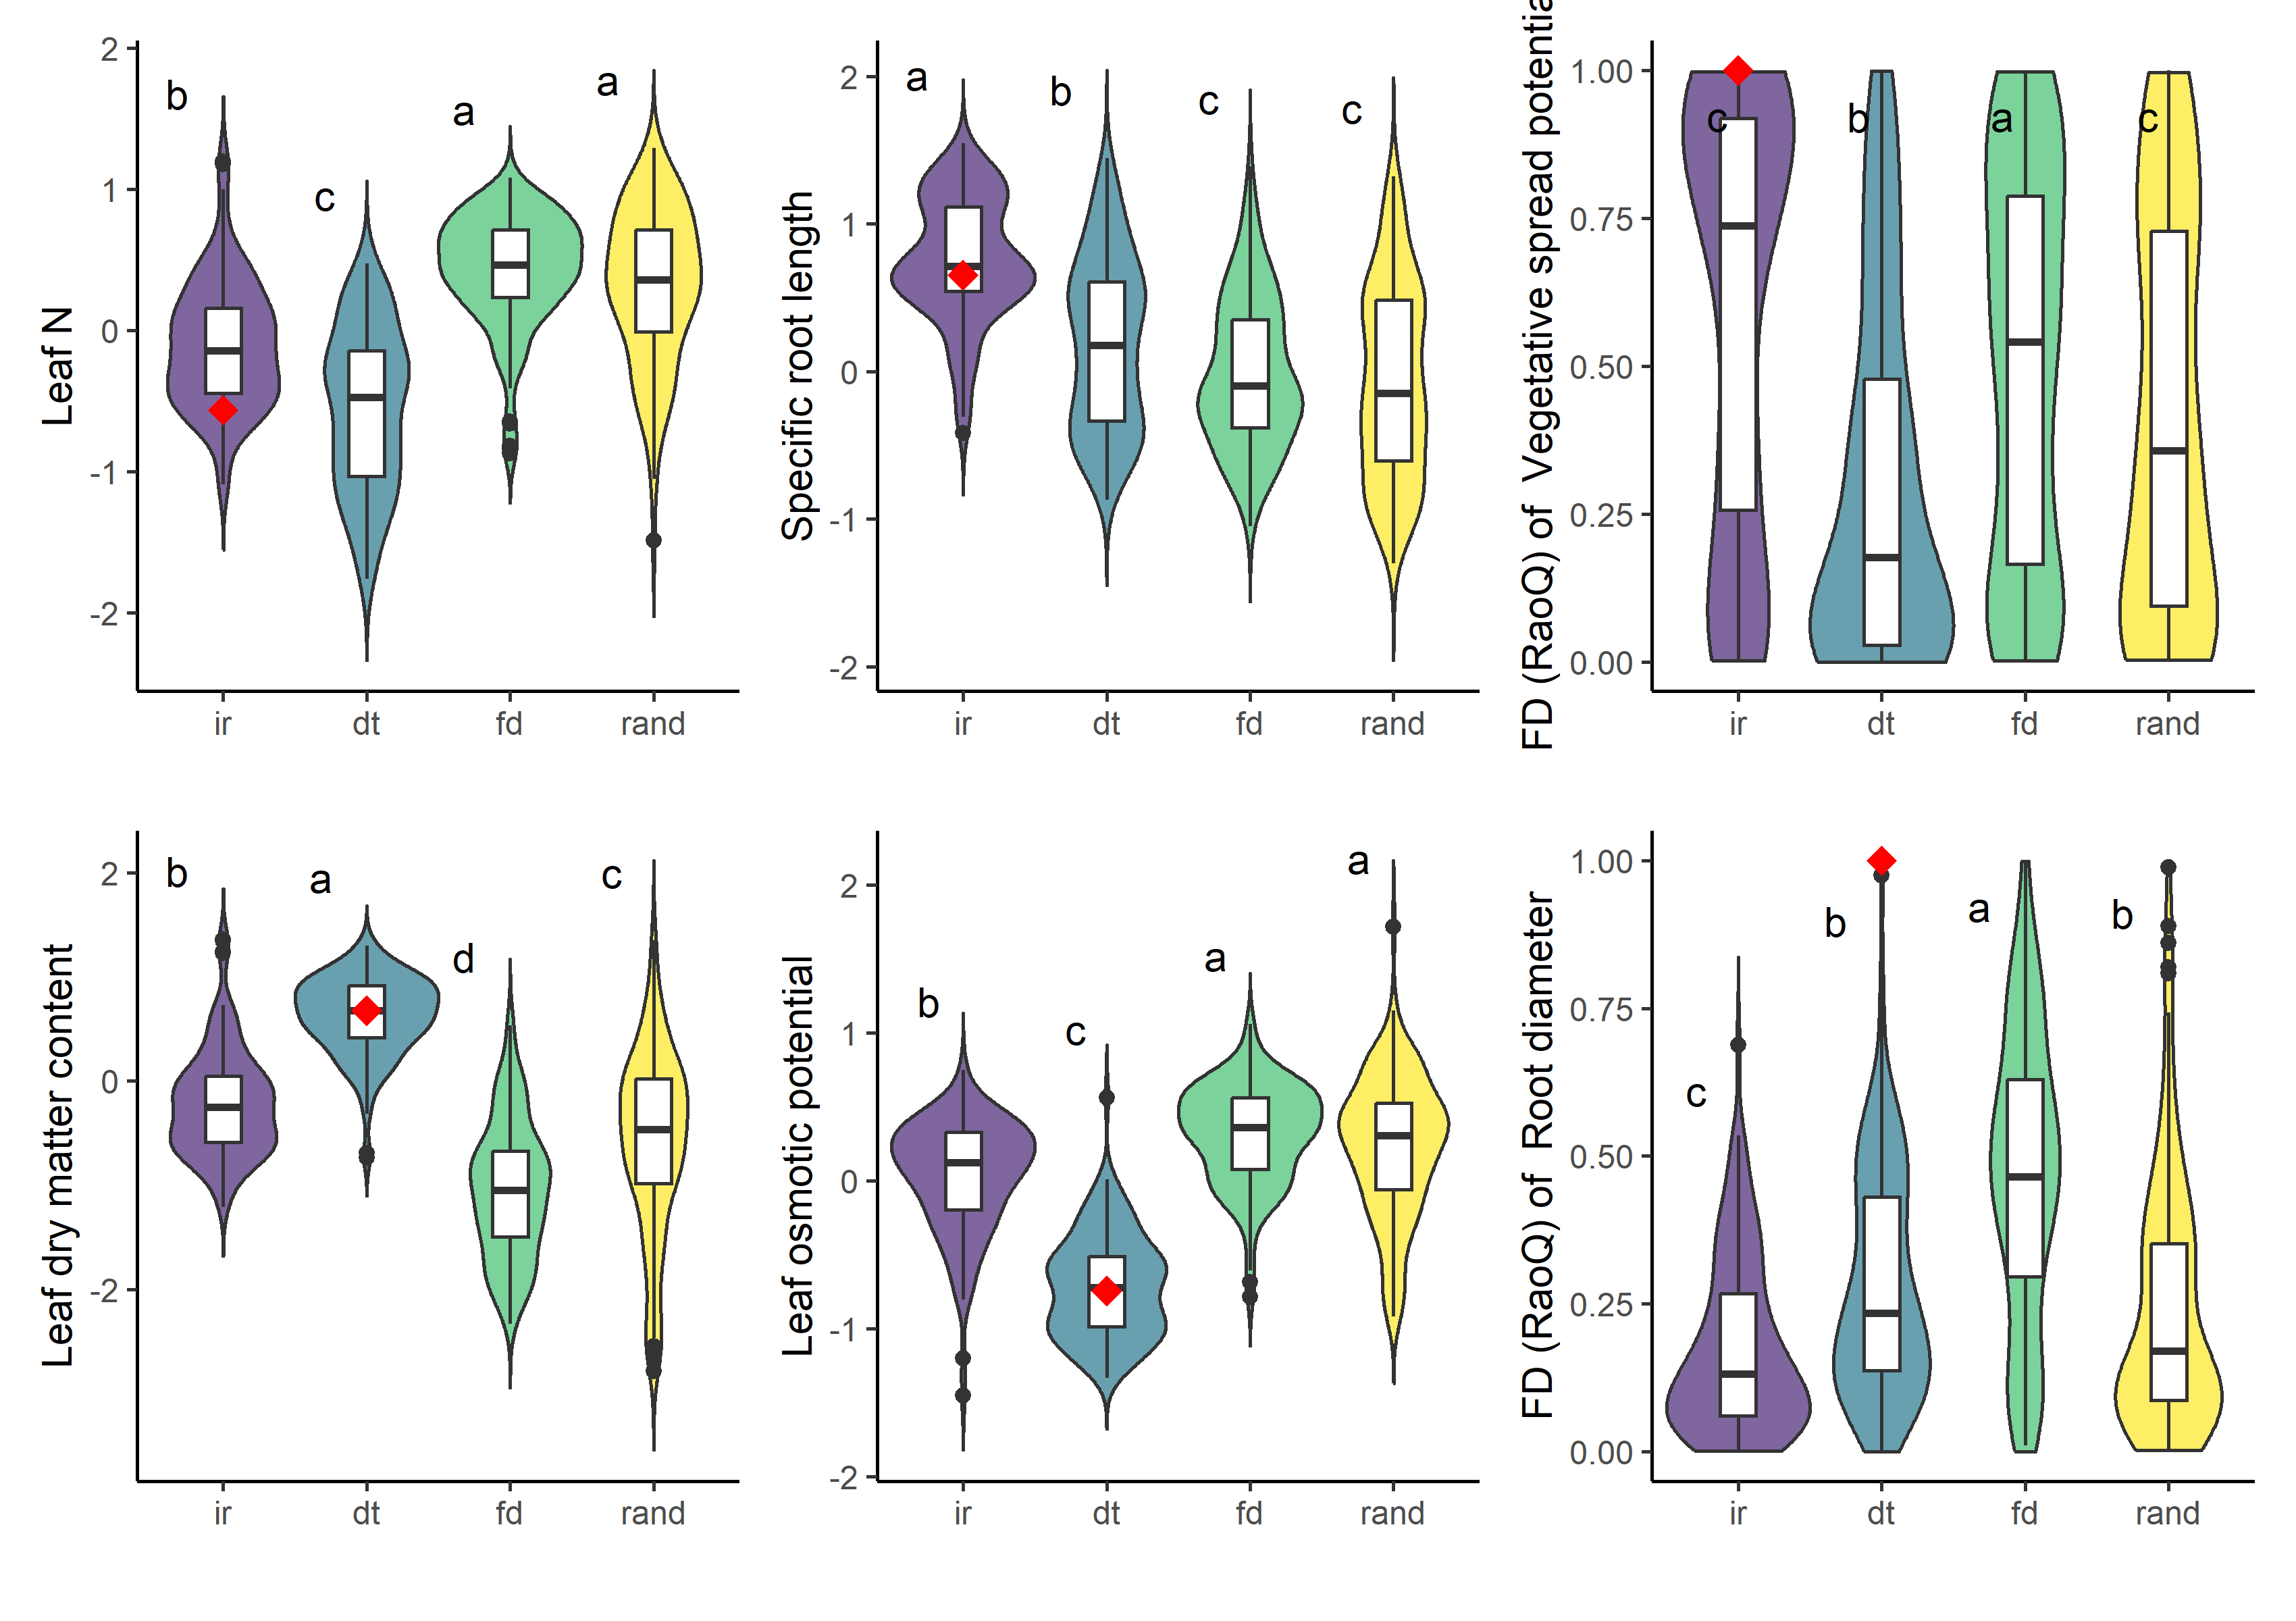 Leaf N
2
1
0
-1
-2
b
c
a
a
ir dt fd rand
Specific root length
2
1
0
-1
-2
a
b
c
c
ir dt fd rand
FD (RaoQ) of Vegetative spread potentia
1.00
0.75
0.50
0.25
0.00
c
b
a
c
ir dt fd rand
Leaf dry matter content
2
0
-2
b
a
d
c
ir dt fd rand
Leaf osmotic potential
2
1
0
-1
-2
b
c
a
a
ir dt fd rand
FD (RaoQ) of Root diameter
1.00
0.75
0.50
0.25
0.00
c
b
a
b
ir dt fd rand